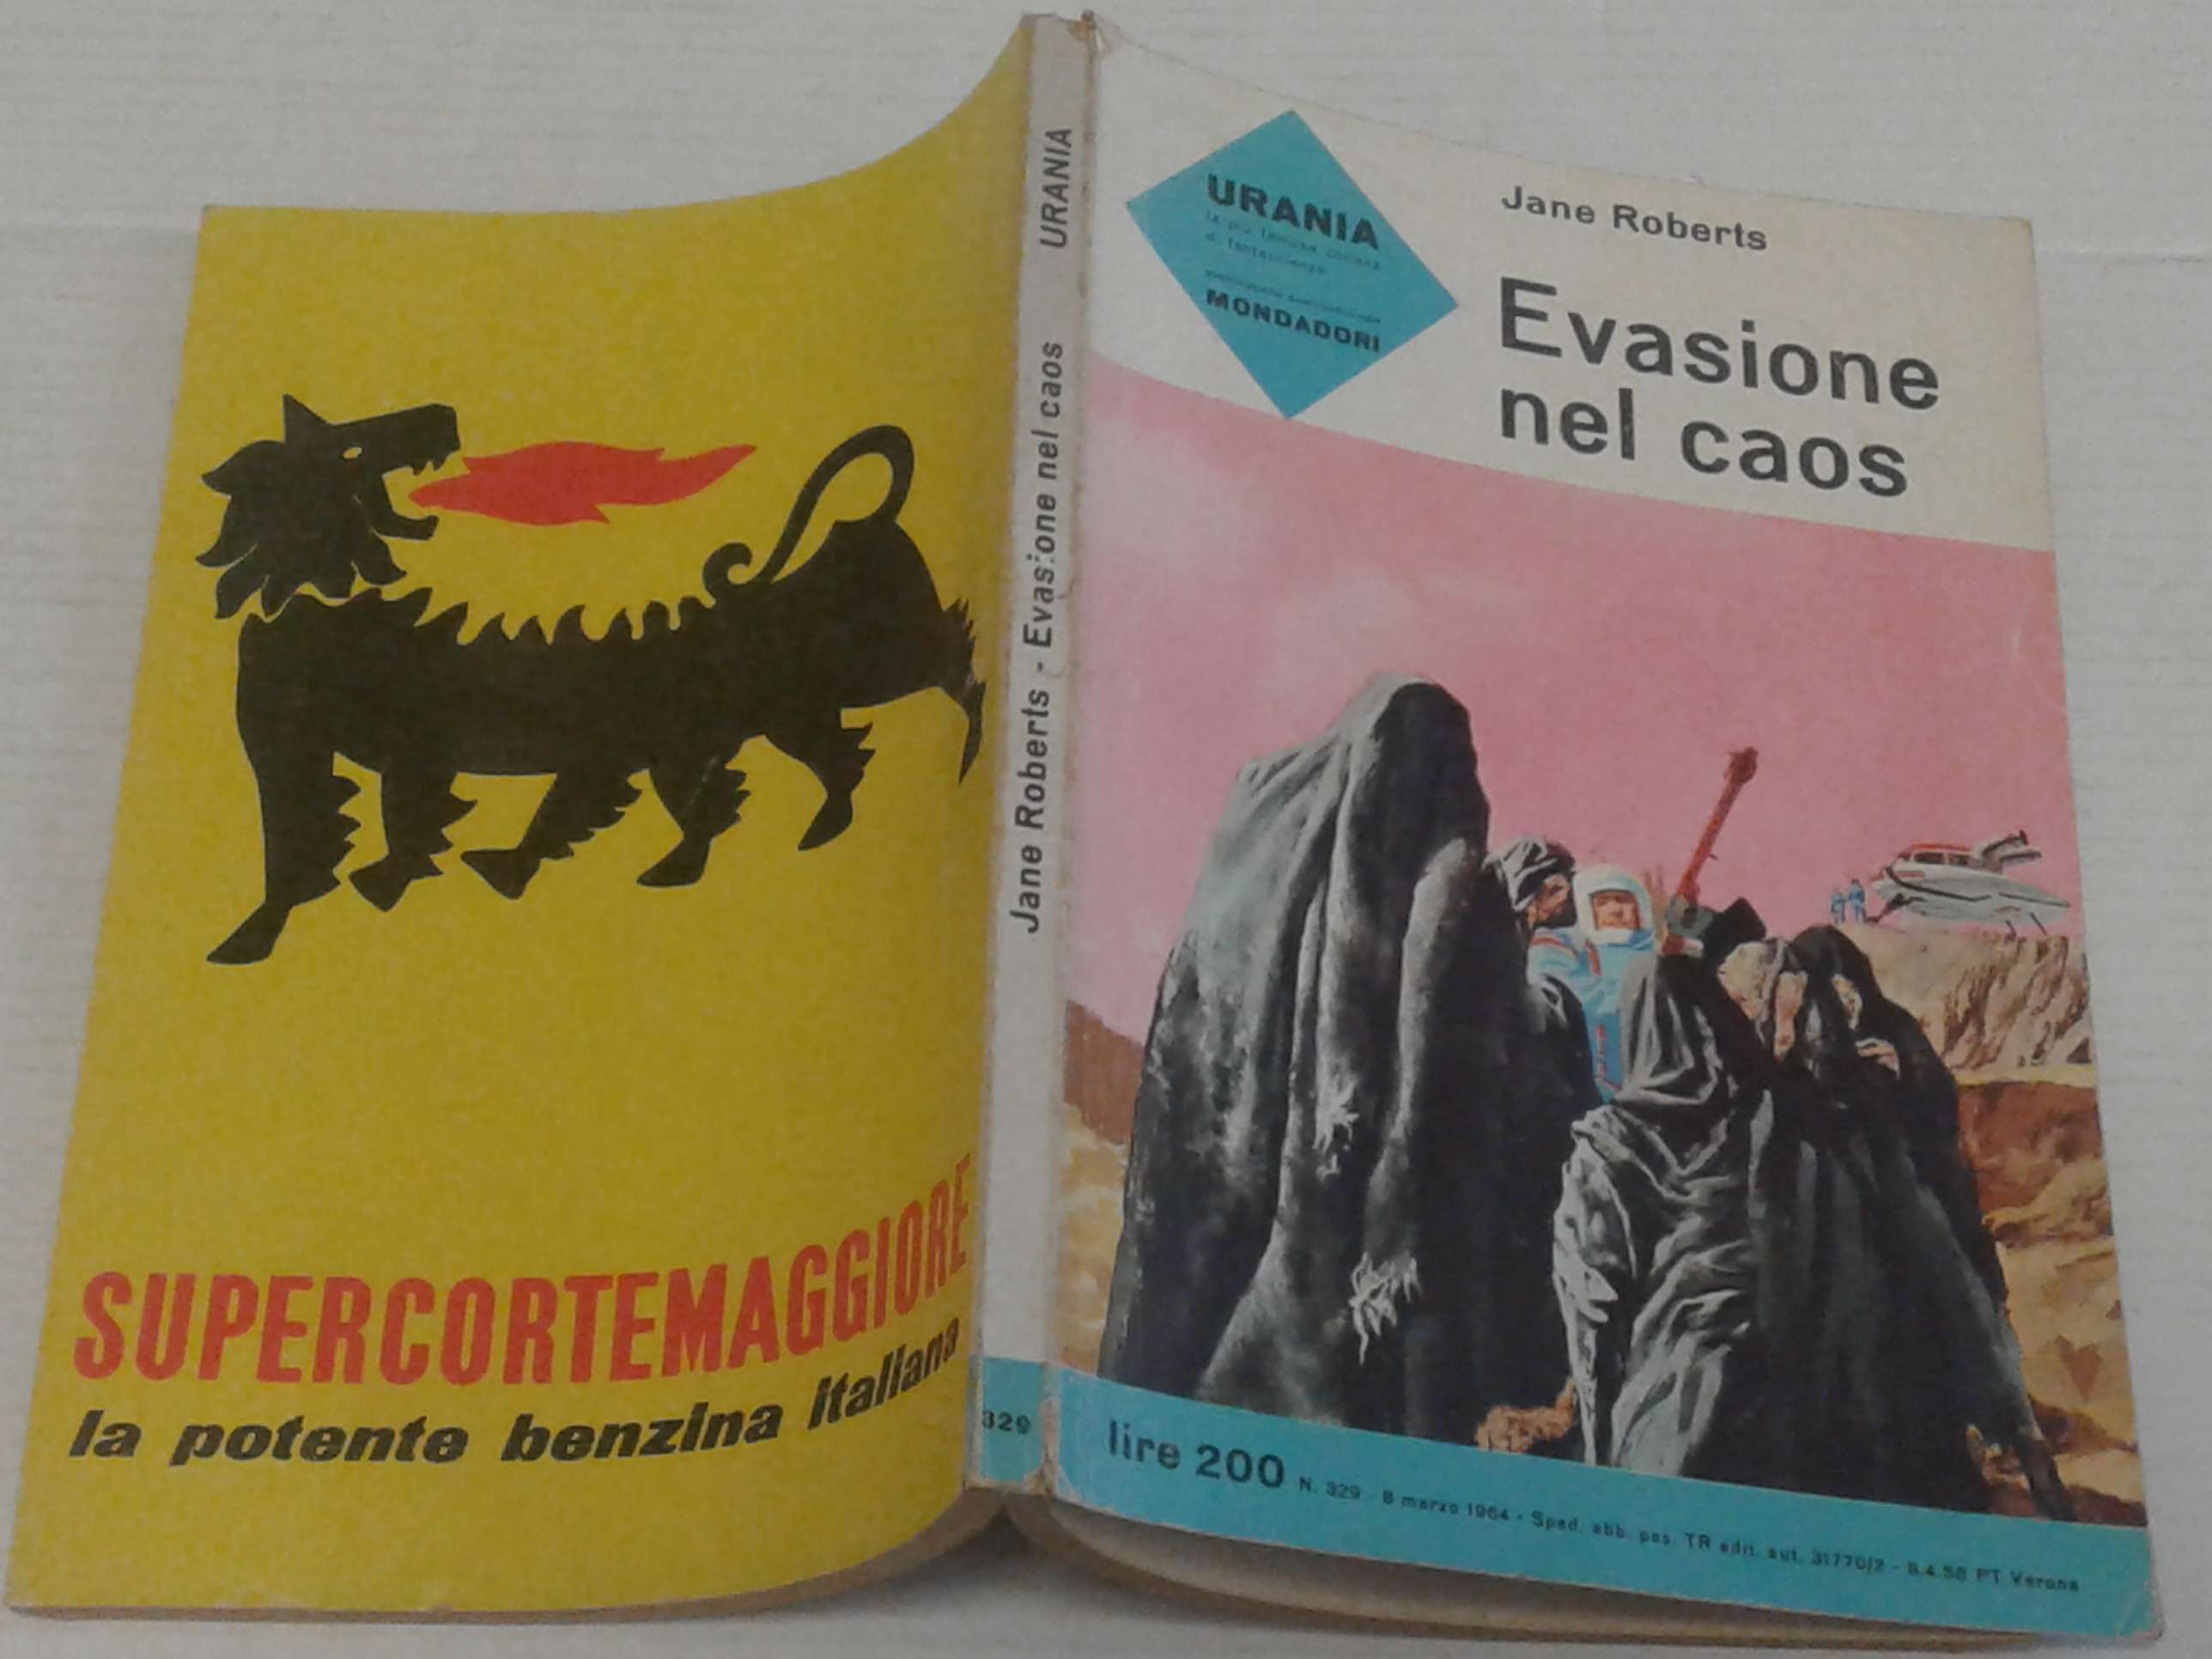 SUPERCORTEMAGGIORE
la potente benzina italiana
Jane Roberts - Evasione nel caos URANIA
329
URANIA
la più famosa collana
di fantascienza
MONDADORI
Jane Roberts
Evasione
nel caos
lire 200 N. 329 - 8 marzo 1964 - Sped. abb. pos. TR edit. aut. 31770/2 - 8.4.58 PT Verona